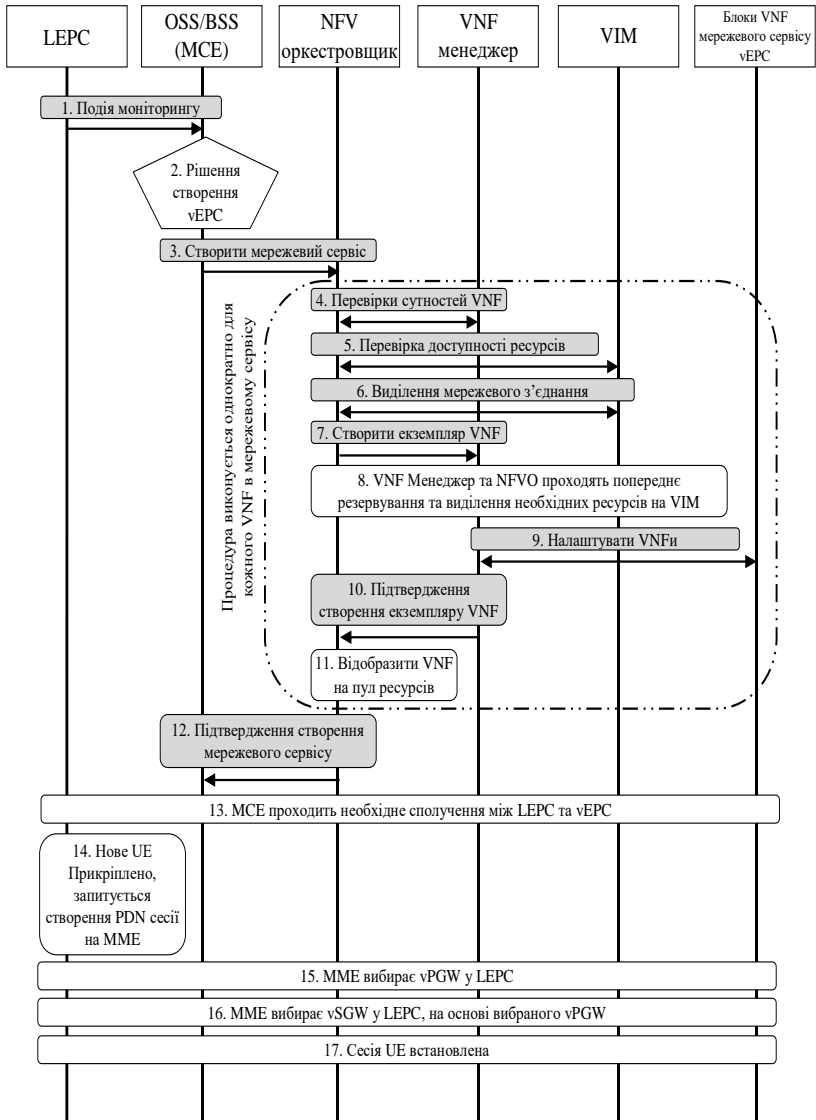 LEPC
OSS/BSS
(MCE)
NFV
оркестровщик
VNF
менеджер
VIM
Блоки VNF
мережевого сервісу
vEPC
1. Подія моніторингу
2. Рішення
створення
vEPC
3. Створити мережевий сервіс
Процедура виконується однократно для
кожного VNF в мережевому сервісу
4. Перевірки сутностей VNF
5. Перевірка доступності ресурсів
6. Виділення мережевого з’єднання
7. Створити екземпляр VNF
8. VNF Менеджер та NFVO проходять попереднє
резервування та виділення необхідних ресурсів на VIM
9. Налаштувати VNFи
10. Підтвердження
створення екземпляру VNF
11. Відобразити VNF
на пул ресурсів
12. Підтвердження створення
мережевого сервісу
13. MCE проходить необхідне сполучення між LEPC та vEPC
14. Нове UE
Прикріплено,
запитується
створення PDN сесії
на MME
15. MME вибирає vPGW у LEPC
16. MME вибирає vSGW у LEPC, на основі вибраного vPGW
17. Сесія UE встановлена